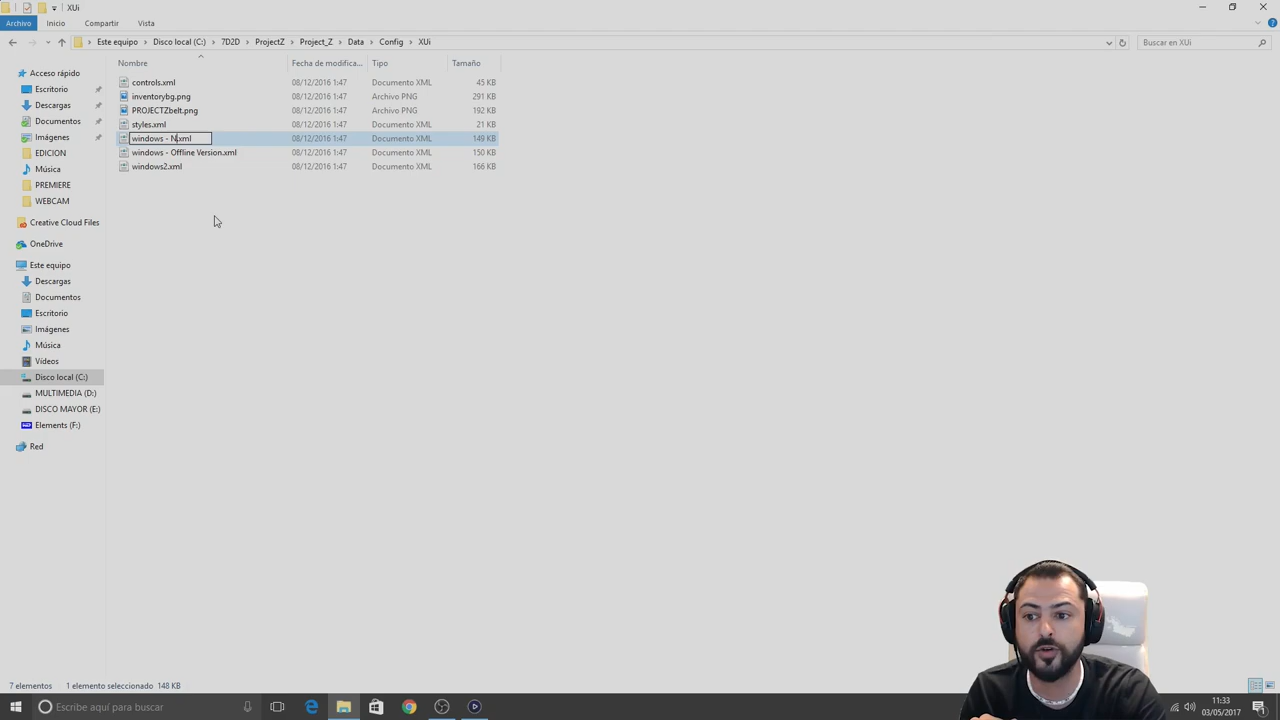 XUi
Archivo Inicio Compartir Vista
Este equipo Disco local (C:) 7D2D ProjectZ Project_Z Data Config XUi Buscar en XUi
Nombre Fecha de modifica... Tipo Tamaño
controls.xml 08/12/2016 1:47 Documento XML 45 KB
inventorybg.png 08/12/2016 1:47 Archivo PNG 291 KB
PROJECTZbelt.png 08/12/2016 1:47 Archivo PNG 192 KB
styles.xml 08/12/2016 1:47 Documento XML 21 KB
windows - N.xml 08/12/2016 1:47 Documento XML 149 KB
windows - Offline Version.xml 08/12/2016 1:47 Documento XML 150 KB
windows2.xml 08/12/2016 1:47 Documento XML 166 KB
Acceso rápido
Escritorio
Descargas
Documentos
Imágenes
EDICION
Música
PREMIERE
WEBCAM
Creative Cloud Files
OneDrive
Este equipo
Descargas
Documentos
Escritorio
Imágenes
Música
Vídeos
Disco local (C:)
MULTIMEDIA (D:)
DISCO MAYOR (E:)
Elements (F:)
Red
7 elementos 1 elemento seleccionado 148 KB
Escribe aquí para buscar
11:33
03/05/2017